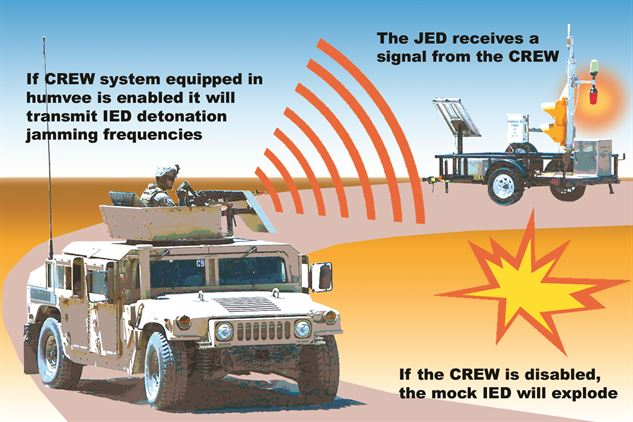 The JED receives a
signal from the CREW
If CREW system equipped in
humvee is enabled it will
transmit IED detonation
jamming frequencies
C9
If the CREW is disabled,
the mock IED will explode